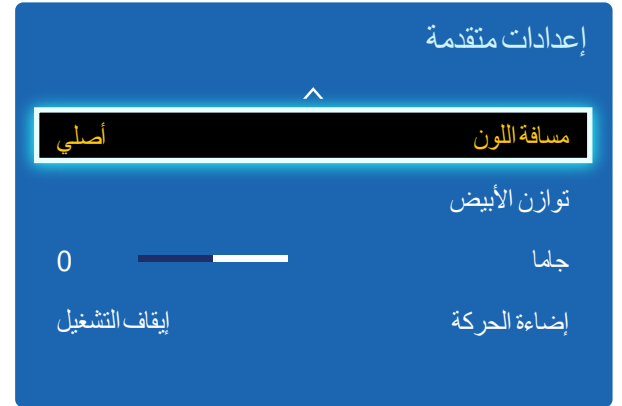 إعدادات متقدمة
مسافة اللون أصلي
توازن الأبيض
جاما 0
إضاءة الحركة إيقاف التشغيل